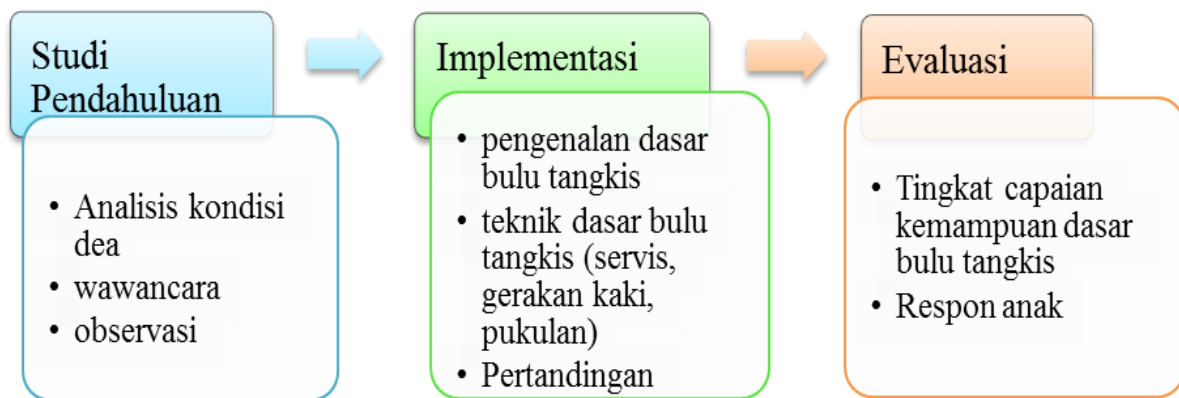 Studi
Pendahuluan
• Analisis kondisi
dea
• wawancara
• observasi
Implementasi
• pengenalan dasar
bulu tangkis
• teknik dasar bulu
tangkis (servis,
gerakan kaki,
pukulan)
• Pertandingan
Evaluasi
• Tingkat capaian
kemampuan dasar
bulu tangkis
• Respon anak